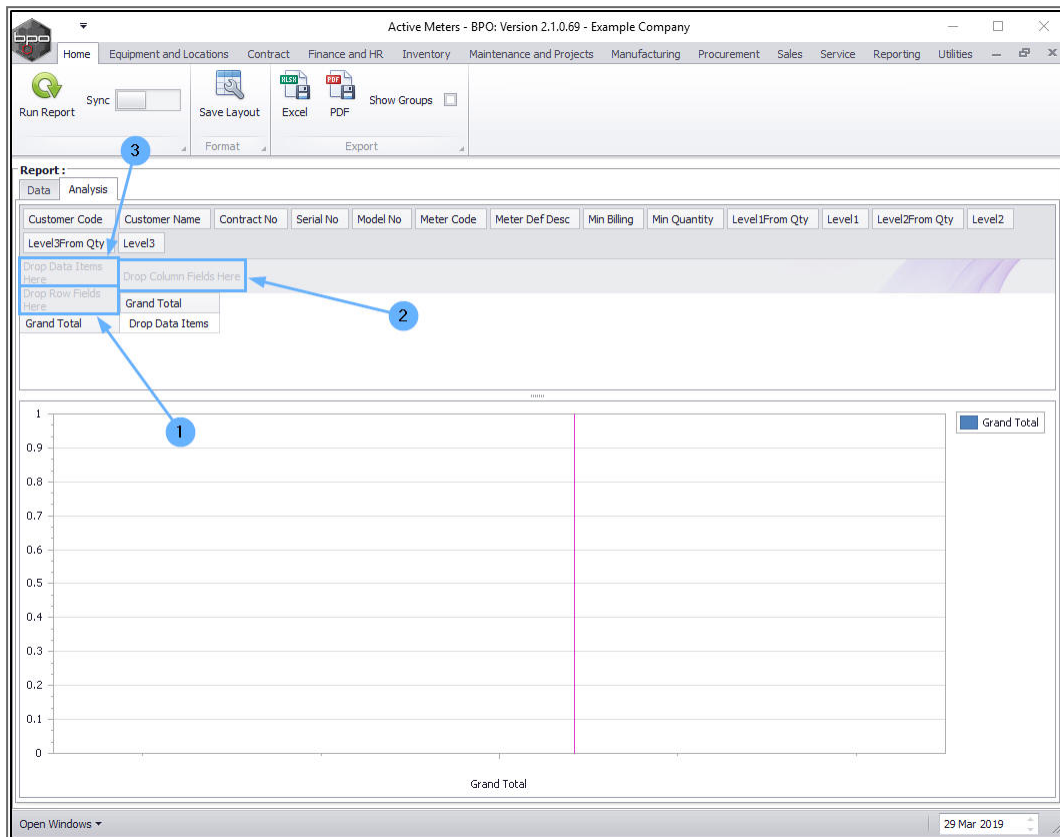 Active Meters - BPO: Version 2.1.0.69 - Example Company
bpo
Home Equipment and Locations Contract Finance and HR Inventory Maintenance and Projects Manufacturing Procurement Sales Service Reporting Utilities
Run Report Sync Save Layout XLSX Excel PDF PDF Show Groups
Format Export
3
Report :
Data Analysis
Customer Code Customer Name Contract No Serial No Model No Meter Code Meter Def Desc Min Billing Min Quantity Level1From Qty Level1 Level2From Qty Level2
Level3From Qty Level3
Drop Data Items
Here
Drop Column Fields Here
Drop Row Fields
Here
Grand Total
Grand Total Drop Data Items
2
1
1
0.9
0.8
0.7
0.6
0.5
0.4
0.3
0.2
0.1
0
Grand Total
Grand Total
Open Windows 29 Mar 2019